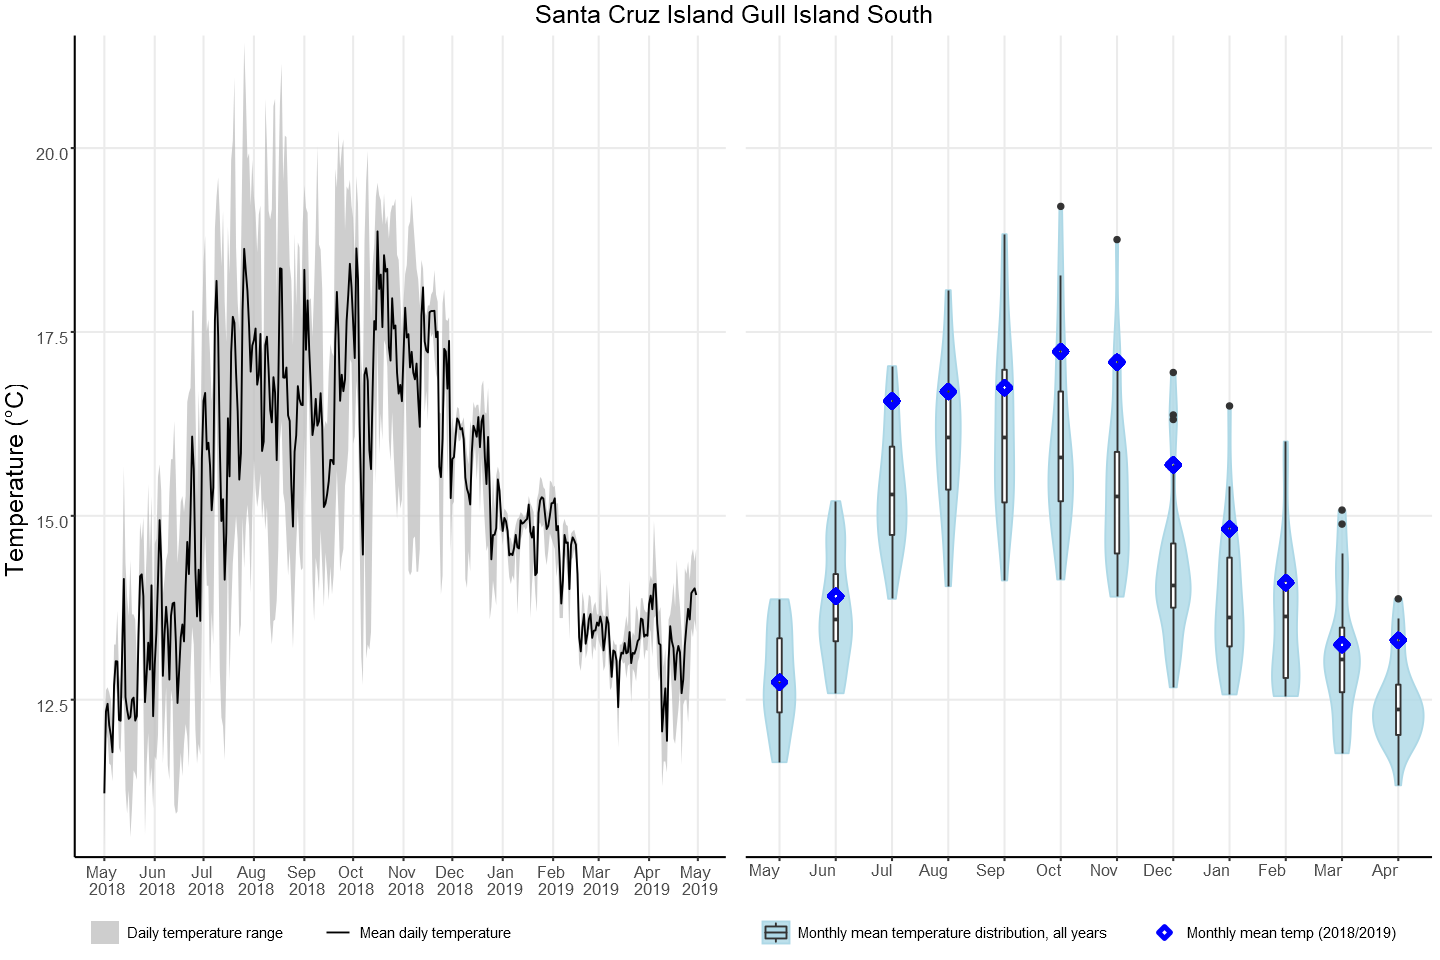 Santa Cruz Island Gull Island South
Temperature (°C)
20.0
17.5
15.0
12.5
May Jun Jul Aug Sep Oct Nov Dec Jan Feb Mar Apr May
2018 2018 2018 2018 2018 2018 2018 2018 2019 2019 2019 2019 2019
May Jun Jul Aug Sep Oct Nov Dec Jan Feb Mar Apr
Daily temperature range Mean daily temperature
Monthly mean temperature distribution, all years Monthly mean temp (2018/2019)